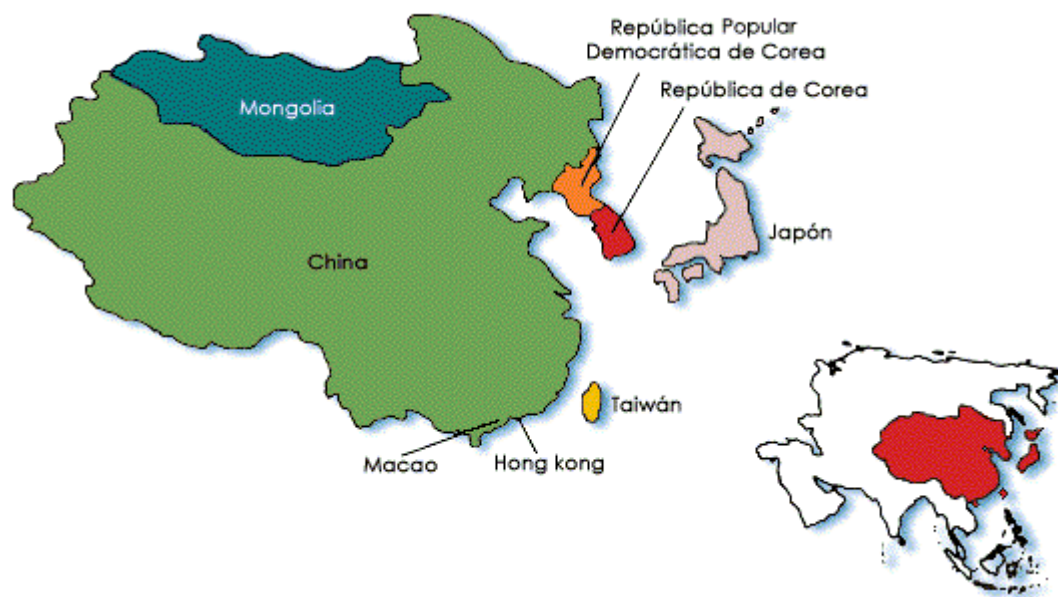 República Popular
Democrática de Corea
República de Corea
Mongolia
Japón
China
Taiwán
Macao
Hong kong